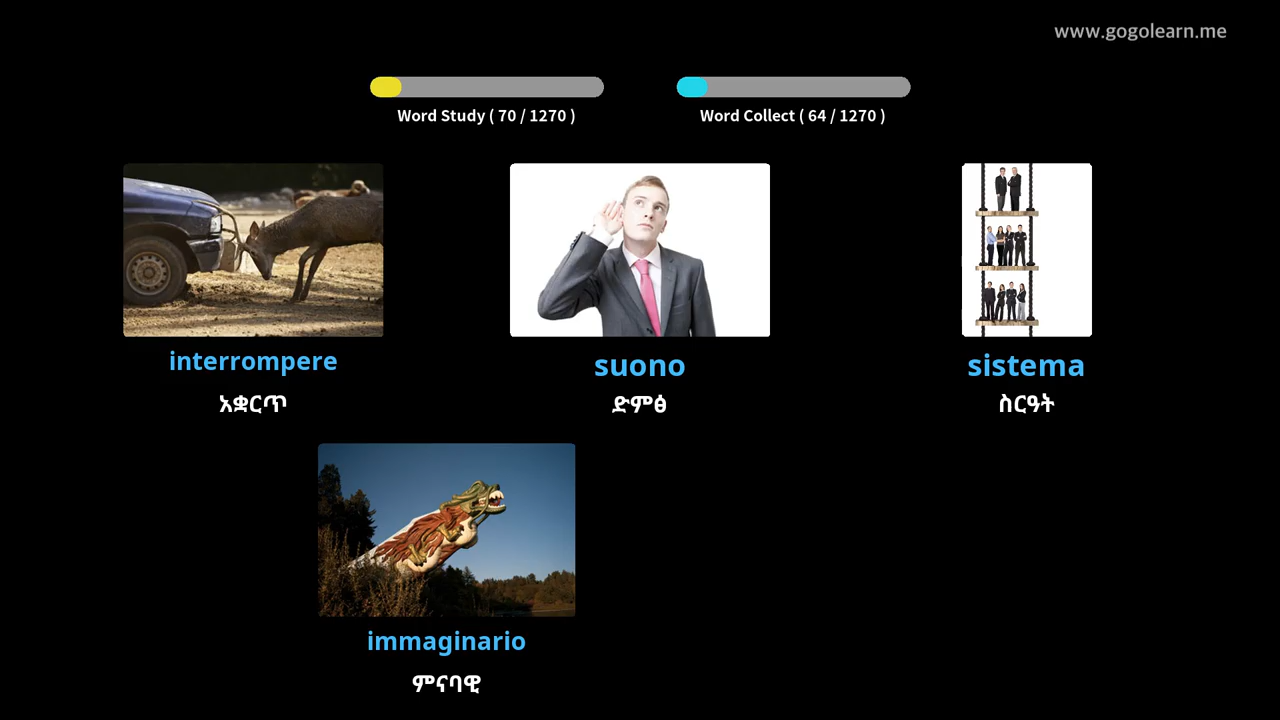 www.gogolearn.me
Word Study ( 70 / 1270 )
Word Collect ( 64 / 1270 )
interrompere
አቋርጥ
suono
ድምፅ
sistema
ስርዓት
immaginario
ምናባዊ